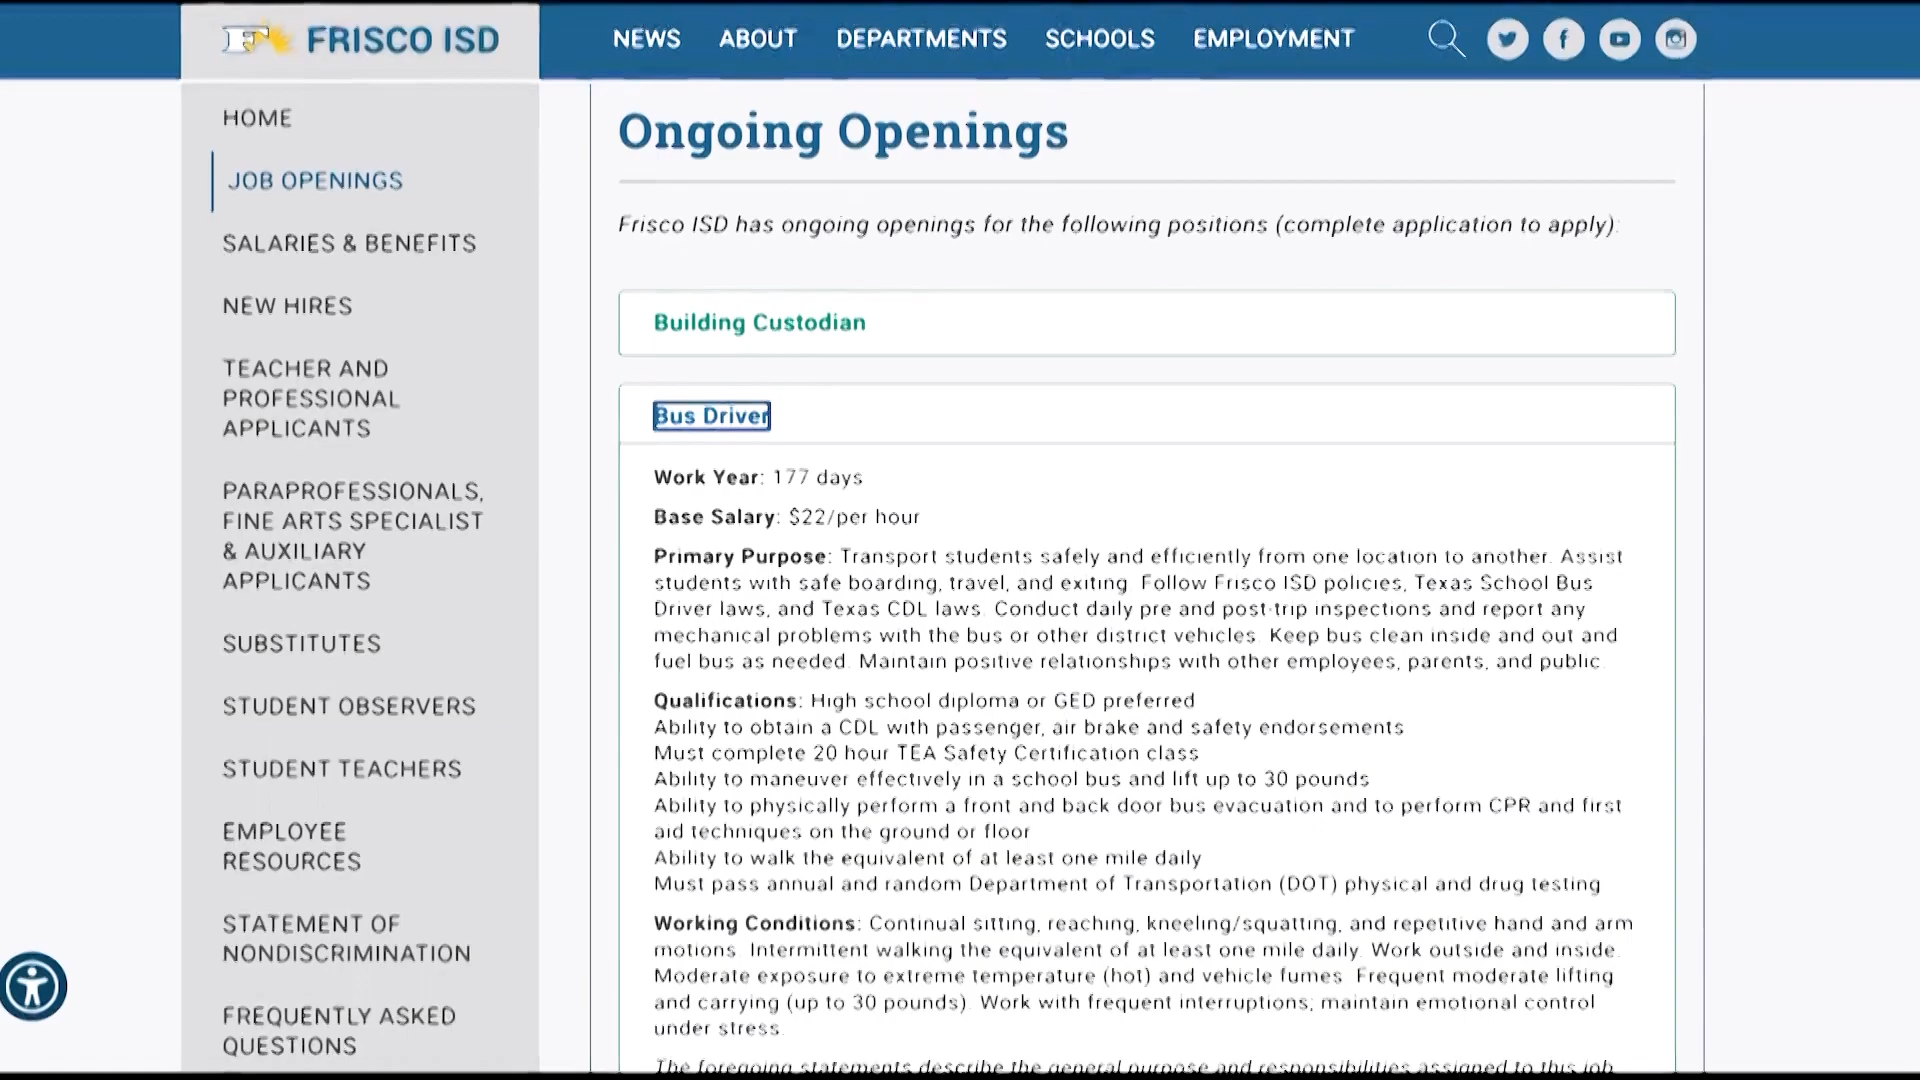 FRISCO ISD
NEWS ABOUT DEPARTMENTS SCHOOLS EMPLOYMENT
HOME
JOB OPENINGS
SALARIES & BENEFITS
NEW HIRES
TEACHER AND
PROFESSIONAL
APPLICANTS
PARAPROFESSIONALS,
FINE ARTS SPECIALIST
& AUXILIARY
APPLICANTS
SUBSTITUTES
STUDENT OBSERVERS
STUDENT TEACHERS
EMPLOYEE
RESOURCES
STATEMENT OF
NONDISCRIMINATION
FREQUENTLY ASKED
QUESTIONS
Ongoing Openings
Frisco ISD has ongoing openings for the following positions (complete application to apply):
Building Custodian
Bus Driver
Work Year: 177 days
Base Salary: $22/per hour
Primary Purpose: Transport students safely and efficiently from one location to another. Assist
students with safe boarding, travel, and exiting. Follow Frisco ISD policies, Texas School Bus
Driver laws, and Texas CDL laws. Conduct daily pre and post-trip inspections and report any
mechanical problems with the bus or other district vehicles. Keep bus clean inside and out and
fuel bus as needed. Maintain positive relationships with other employees, parents, and public.
Qualifications: High school diploma or GED preferred
Ability to obtain a CDL with passenger, air brake and safety endorsements
Must complete 20 hour TEA Safety Certification class
Ability to maneuver effectively in a school bus and lift up to 30 pounds
Ability to physically perform a front and back door bus evacuation and to perform CPR and first
aid techniques on the ground or floor
Ability to walk the equivalent of at least one mile daily
Must pass annual and random Department of Transportation (DOT) physical and drug testing
Working Conditions: Continual sitting, reaching, kneeling/squatting, and repetitive hand and arm
motions. Intermittent walking the equivalent of at least one mile daily. Work outside and inside.
Moderate exposure to extreme temperature (hot) and vehicle fumes. Frequent moderate lifting
and carrying (up to 30 pounds). Work with frequent interruptions; maintain emotional control
under stress.
The foregoing statements describe the general purpose and responsibilities assigned to this job